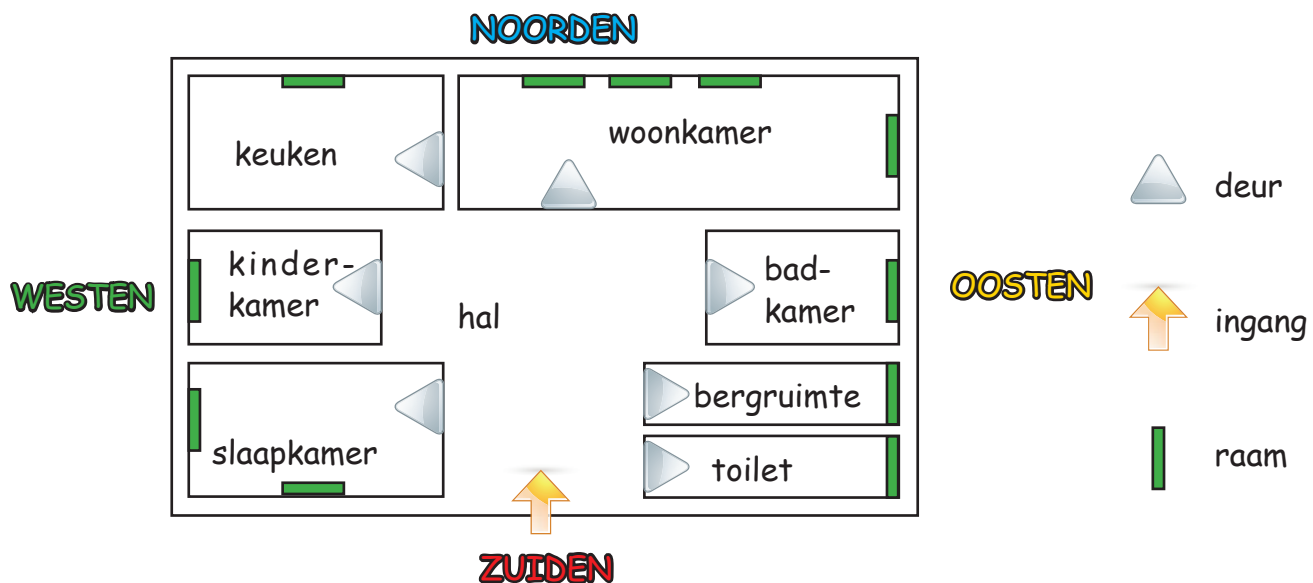 NOORDEN
keuken
woonkamer
deur
kinder-
kamer
hal
bad-
kamer
WESTEN
OOSTEN
ingang
bergruimte
slaapkamer
toilet
raam
ZUIDEN